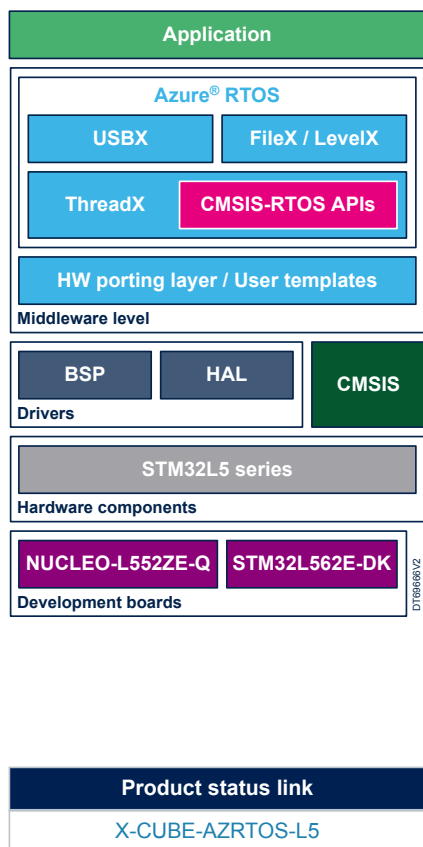 Application
Azure® RTOS
USBX
FileX / LevelX
ThreadX
CMSIS-RTOS APIs
HW porting layer / User templates
Middleware level
BSP
HAL
CMSIS
Drivers
STM32L5 series
Hardware components
NUCLEO-L552ZE-Q
STM32L562E-DK
Development boards
DT69666V2
Product status link
X-CUBE-AZRTOS-L5